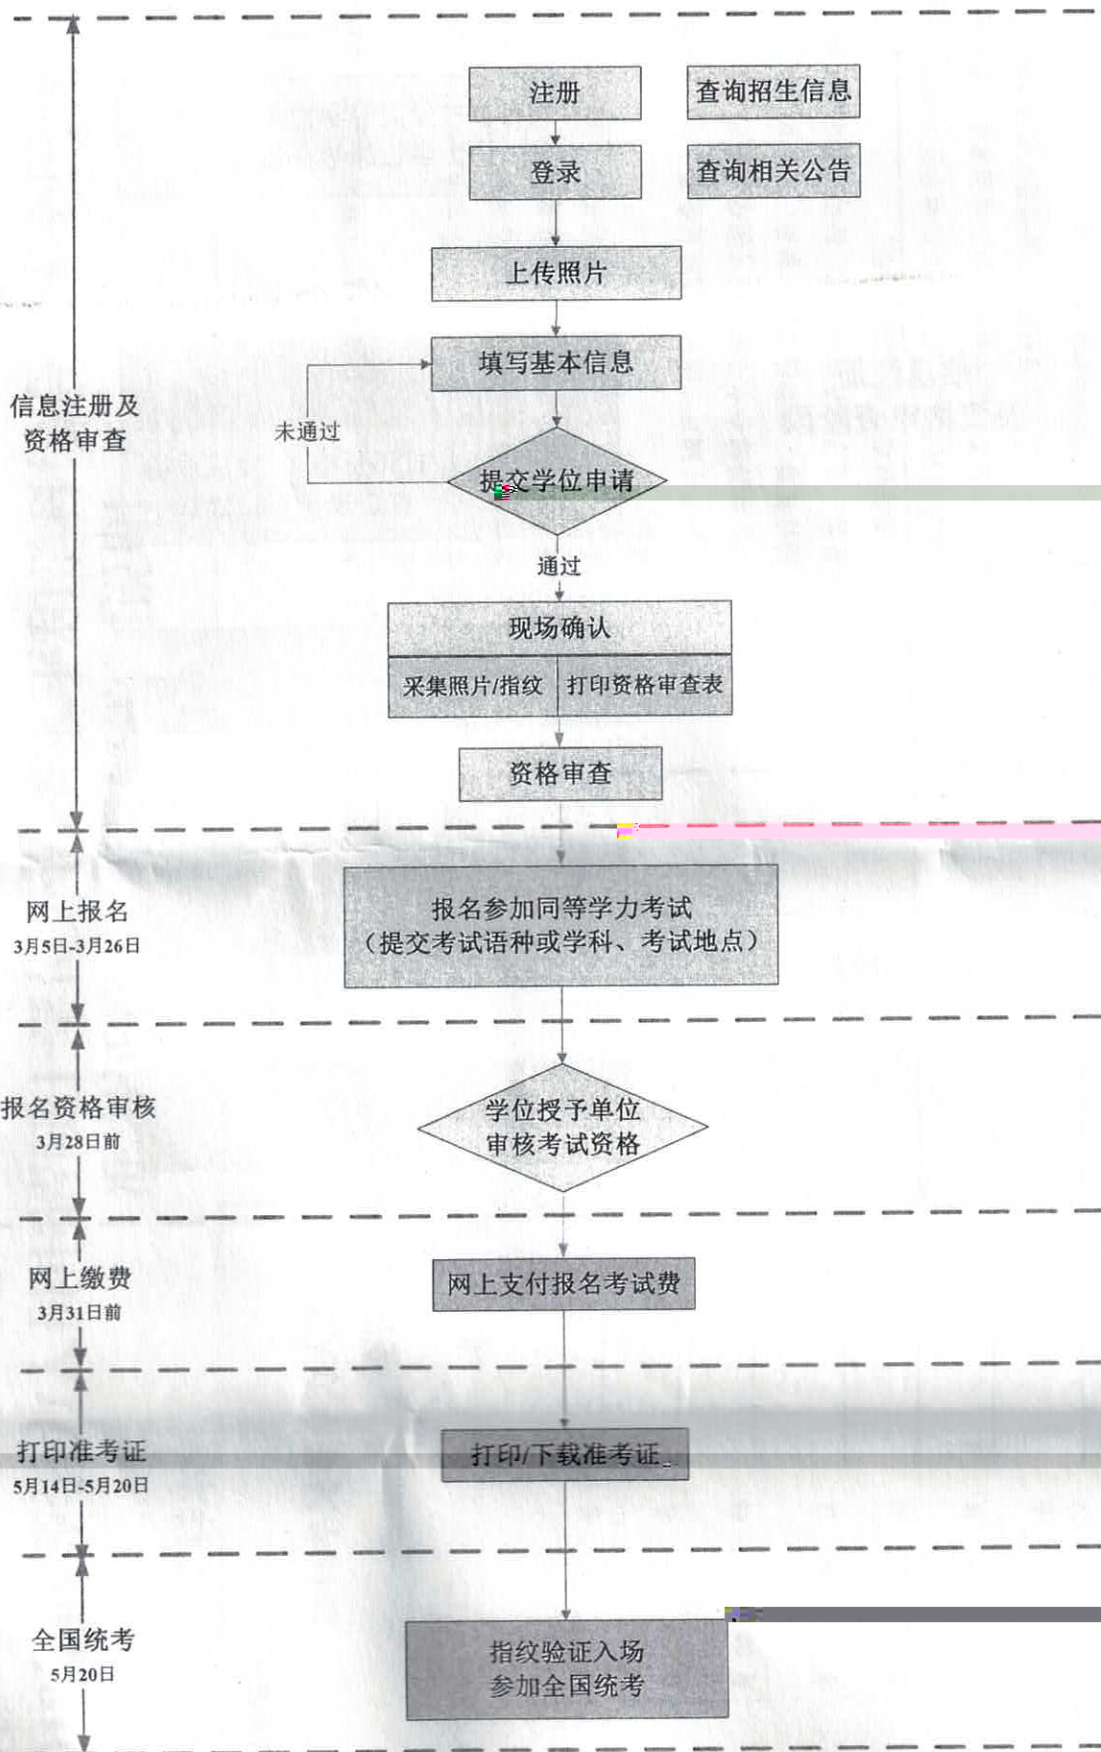 注册
查询招生信息
登录
查询相关公告
上传照片
填写基本信息
信息注册及
资格审查
未通过
提交学位申请
通过
现场确认
采集照片/指纹
打印资格审查表
资格审查
网上报名
3月5日-3月26日
报名参加同等学力考试
（提交考试语种或学科、考试地点）
报名资格审核
3月28日前
学位授予单位
审核考试资格
网上缴费
3月31日前
网上支付报名考试费
打印准考证
5月14日-5月20日
打印/下载准考证
全国统考
5月20日
指纹验证入场
参加全国统考